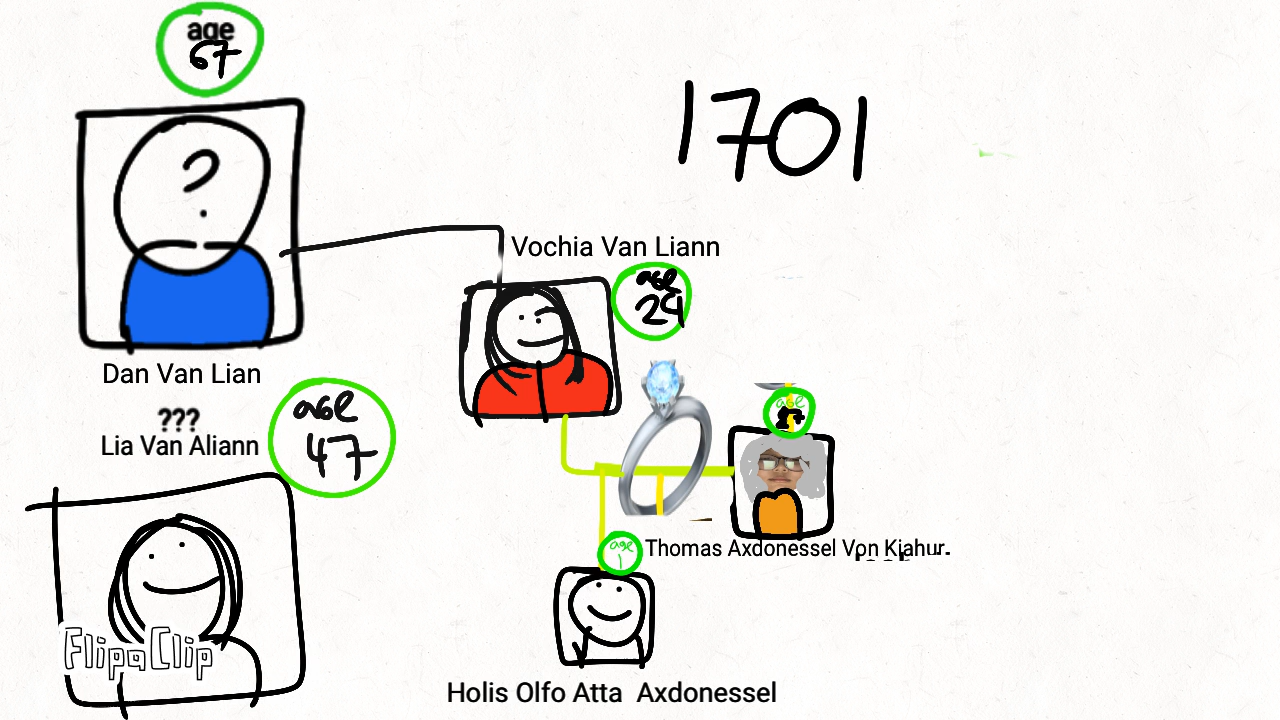 age
67
1701
Vochia Van Liann
age
24
Dan Van Lian
???
Lia Van Aliann
age
47
age
Thomas Axdonessel Von Kiahur.
age
1
Holis Olfo Atta Axdonessel
FlipaClip